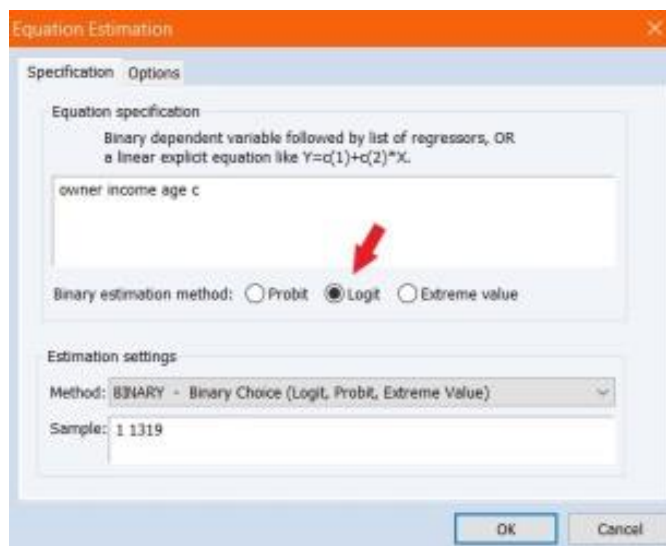 Equation Estimation
Specification Options
Equation specification
Binary dependent variable followed by list of regressors, OR
a linear explicit equation like Y=c(1)+c(2)*X.
owner income age c
Binary estimation method: Probit Logit Extreme value
Estimation settings
Method: BINARY - Binary Choice (Logit, Probit, Extreme Value)
Sample: 1 1319
OK Cancel